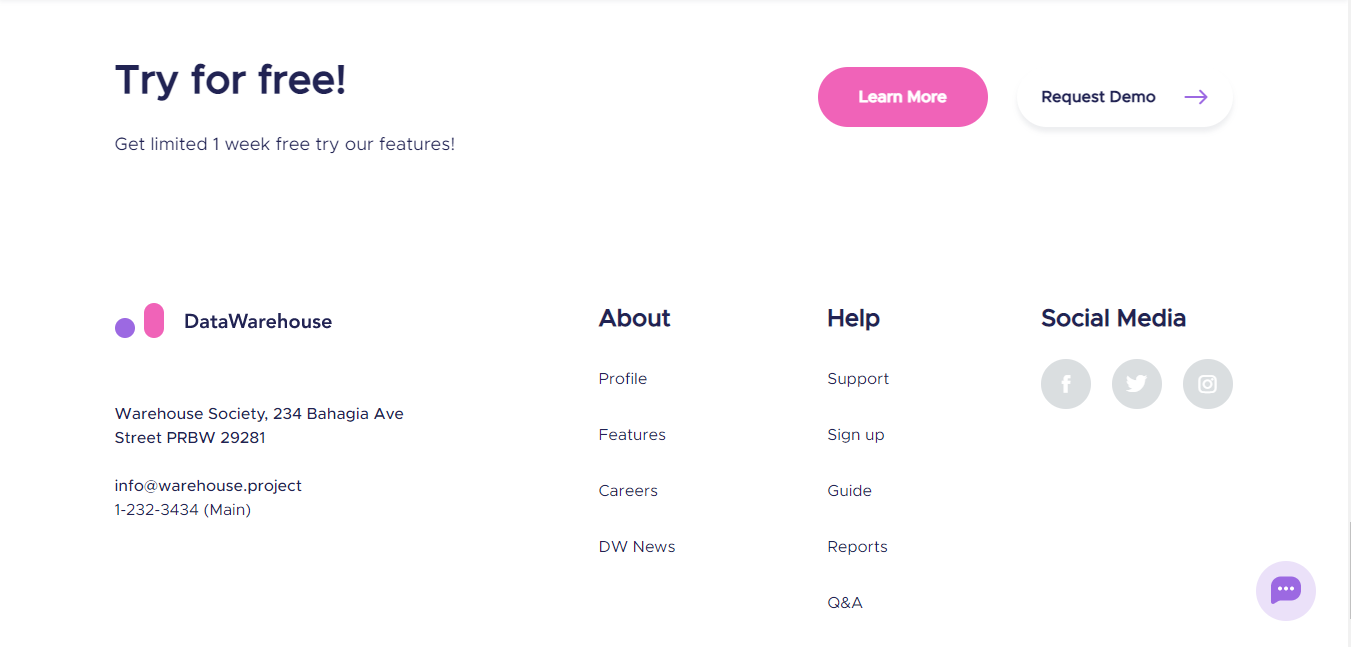 Try for free!
Get limited 1 week free try our features!
Learn More
Request Demo
DataWarehouse
Warehouse Society, 234 Bahagia Ave
Street PRBW 29281
info@warehouse.project
1-232-3434 (Main)
About
Profile
Features
Careers
DW News
Help
Support
Sign up
Guide
Reports
Q&A
Social Media